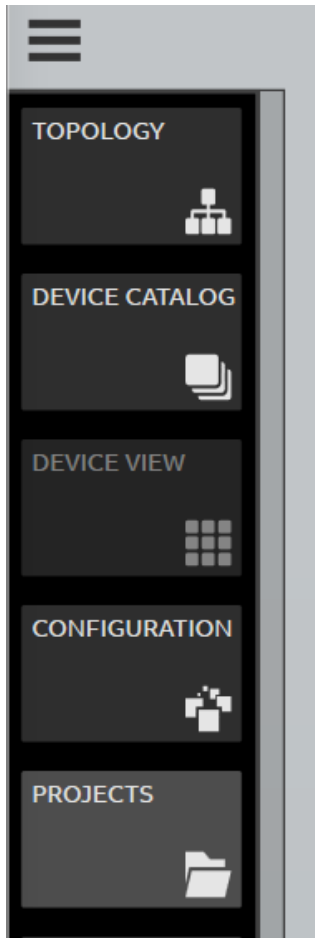 TOPOLOGY
DEVICE CATALOG
DEVICE VIEW
CONFIGURATION
PROJECTS